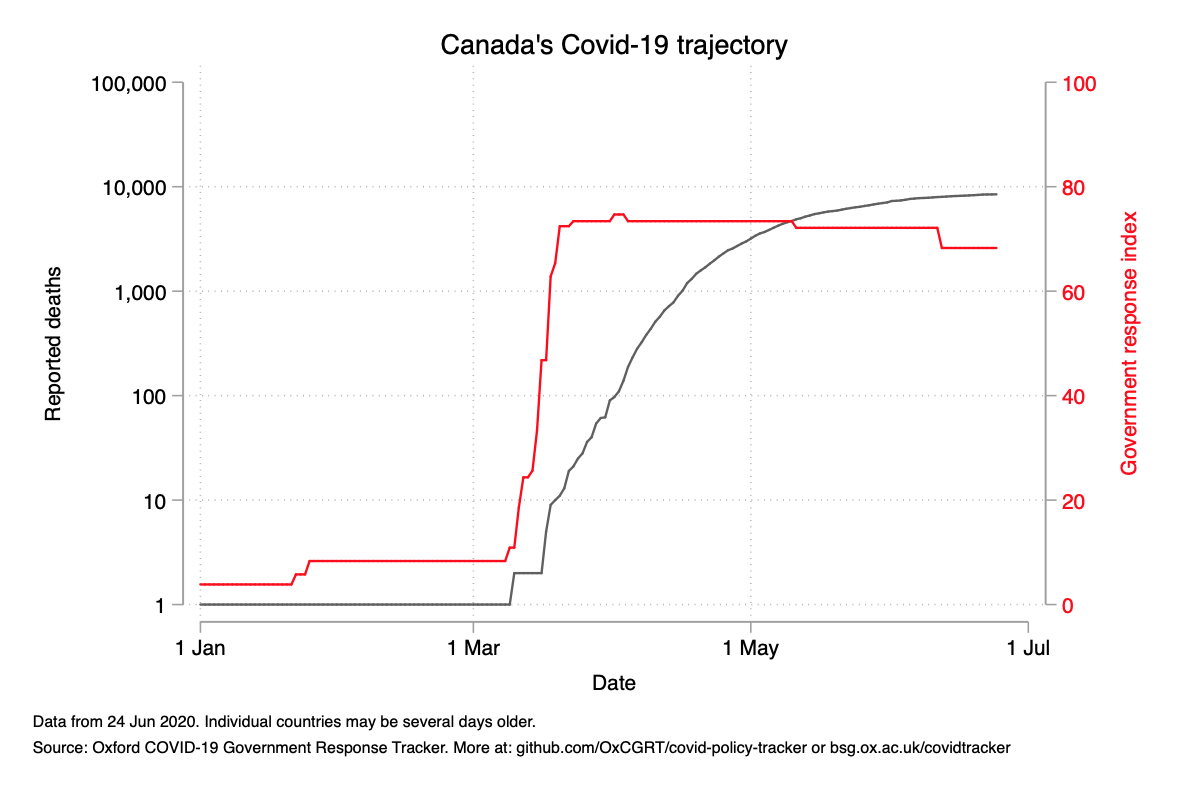 Canada's Covid-19 trajectory
100,000
10,000
1,000
100
10
1
Reported deaths
100
80
60
40
20
0
Government response index
1 Jan
1 Mar
1 May
1 Jul
Date
Data from 24 Jun 2020. Individual countries may be several days older.
Source: Oxford COVID-19 Government Response Tracker. More at: github.com/OxCGRT/covid-policy-tracker or bsg.ox.ac.uk/covidtracker